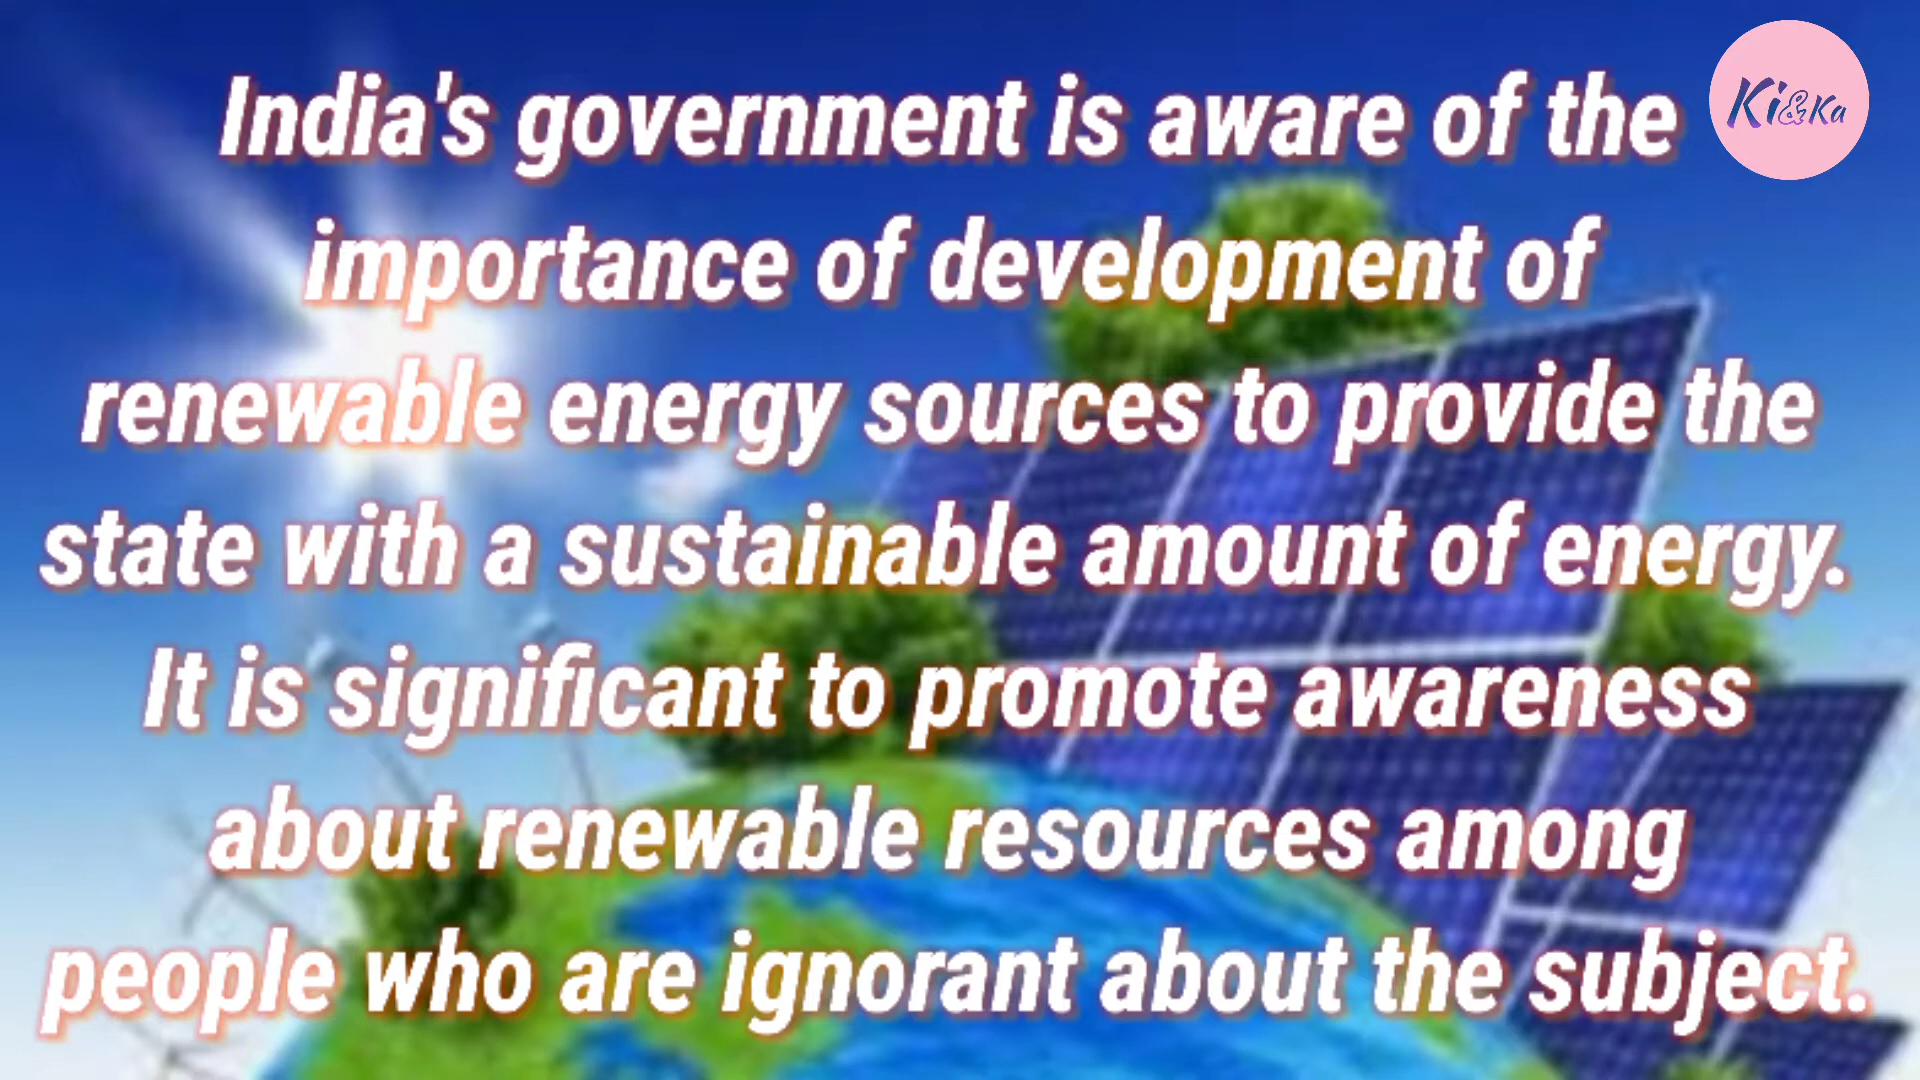 India's government is aware of the
Ki&Ka
importance of development of
renewable energy sources to provide the
state with a sustainable amount of energy.
It is significant to promote awareness
about renewable resources among
people who are ignorant about the subject.